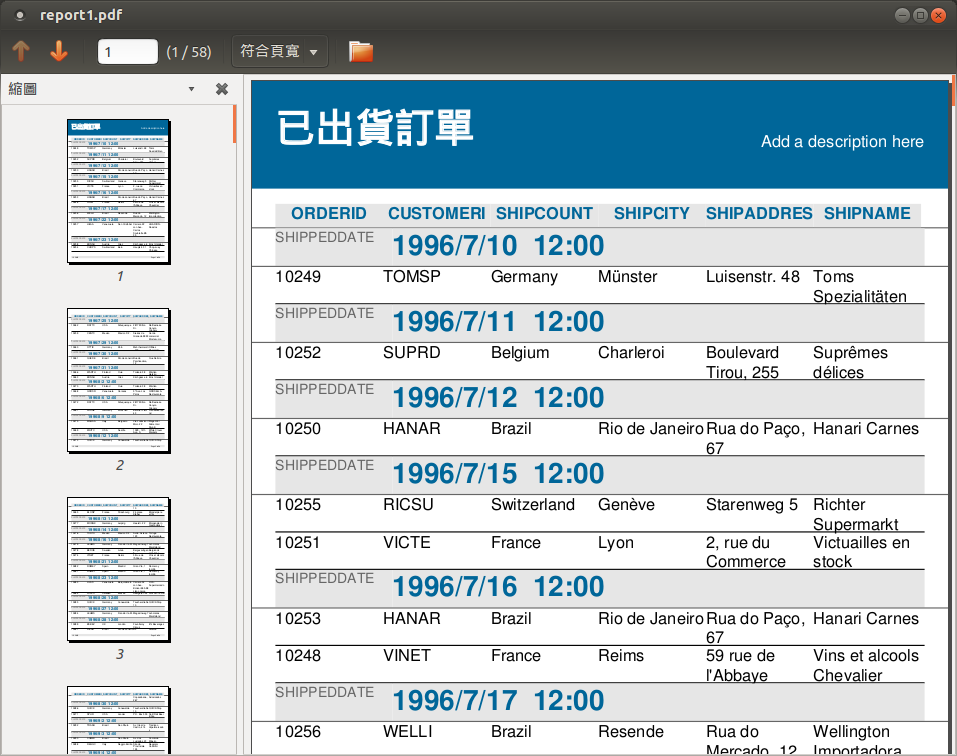 report1.pdf
1 (1 / 58) 符合頁寬
縮圖
1
2
3
已出貨訂單
Add a description here
ORDERID CUSTOMERI SHIPCOUNT SHIPCITY SHIPADDRES SHIPNAME
SHIPPEDDATE 1996/7/10 12:00
10249 TOMSP Germany Münster Luisenstr. 48 Toms
Spezialitäten
SHIPPEDDATE 1996/7/11 12:00
10252 SUPRD Belgium Charleroi Boulevard Suprêmes
Tirou, 255 délices
SHIPPEDDATE 1996/7/12 12:00
10250 HANAR Brazil Rio de Janeiro Rua do Paço, Hanari Carnes
67
SHIPPEDDATE 1996/7/15 12:00
10255 RICSU Switzerland Genève Starenweg 5 Richter
Supermarkt
10251 VICTE France Lyon 2, rue du Victuailles en
Commerce stock
SHIPPEDDATE 1996/7/16 12:00
10253 HANAR Brazil Rio de Janeiro Rua do Paço, Hanari Carnes
67
10248 VINET France Reims 59 rue de Vins et alcools
l'Abbaye Chevalier
SHIPPEDDATE 1996/7/17 12:00
10256 WELLI Brazil Resende Rua do Wellington
Mercado, 12 Importadora